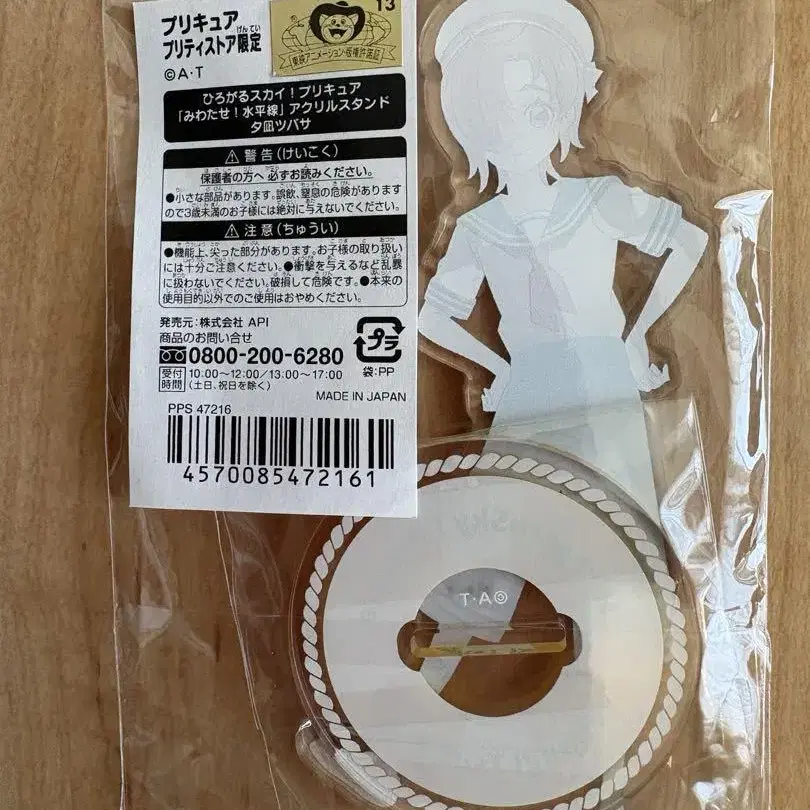 プリキュア
プリティストア限定
げんてい
13
東映アニメーション・版権許諾証
©A・T
ひろがるスカイ!プリキュア
「みわたせ!水平線」アクリルスタンド
夕凪ツバサ
⚠警告(けいこく)
保護者の方へ必ずお読みください。
●小さな部品があります。誤飲、窒息の危険があります
ので3歳未満のお子様には絶対に与えないでください。
⚠注意(ちゅうい)
●機能上、尖った部分があります。お子様の取り扱い
には十分ご注意ください。●衝撃を与えるなど乱暴
に扱わないでください。破損して危険です。●本来の
使用目的以外でのご使用はおやめください。
発売元:株式会社 API
商品のお問い合せ
0800-200-6280
受付時間 10:00〜12:00/13:00〜17:00
(土日、祝日を除く)
プラ
袋:PP
MADE IN JAPAN
PPS 47216
4570085472161
©A・T